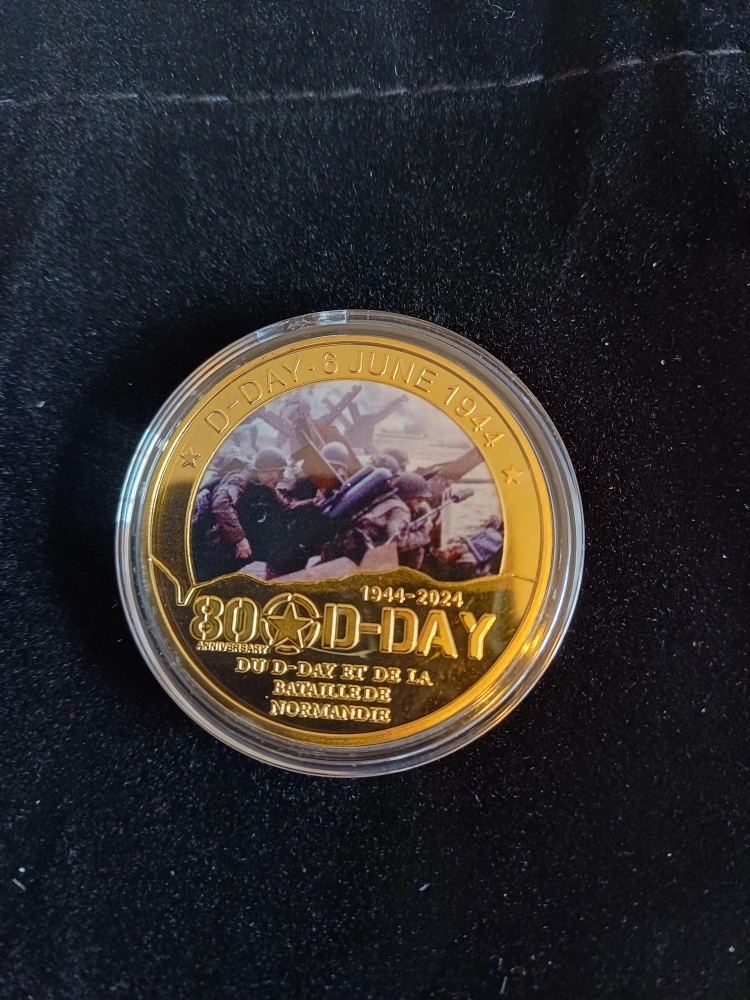 D-DAY·6 JUNE 1944
1944-2024
80 D-DAY
ANNIVERSARY
DU D-DAY ET DE LA
BATAILLE DE
NORMANDIE